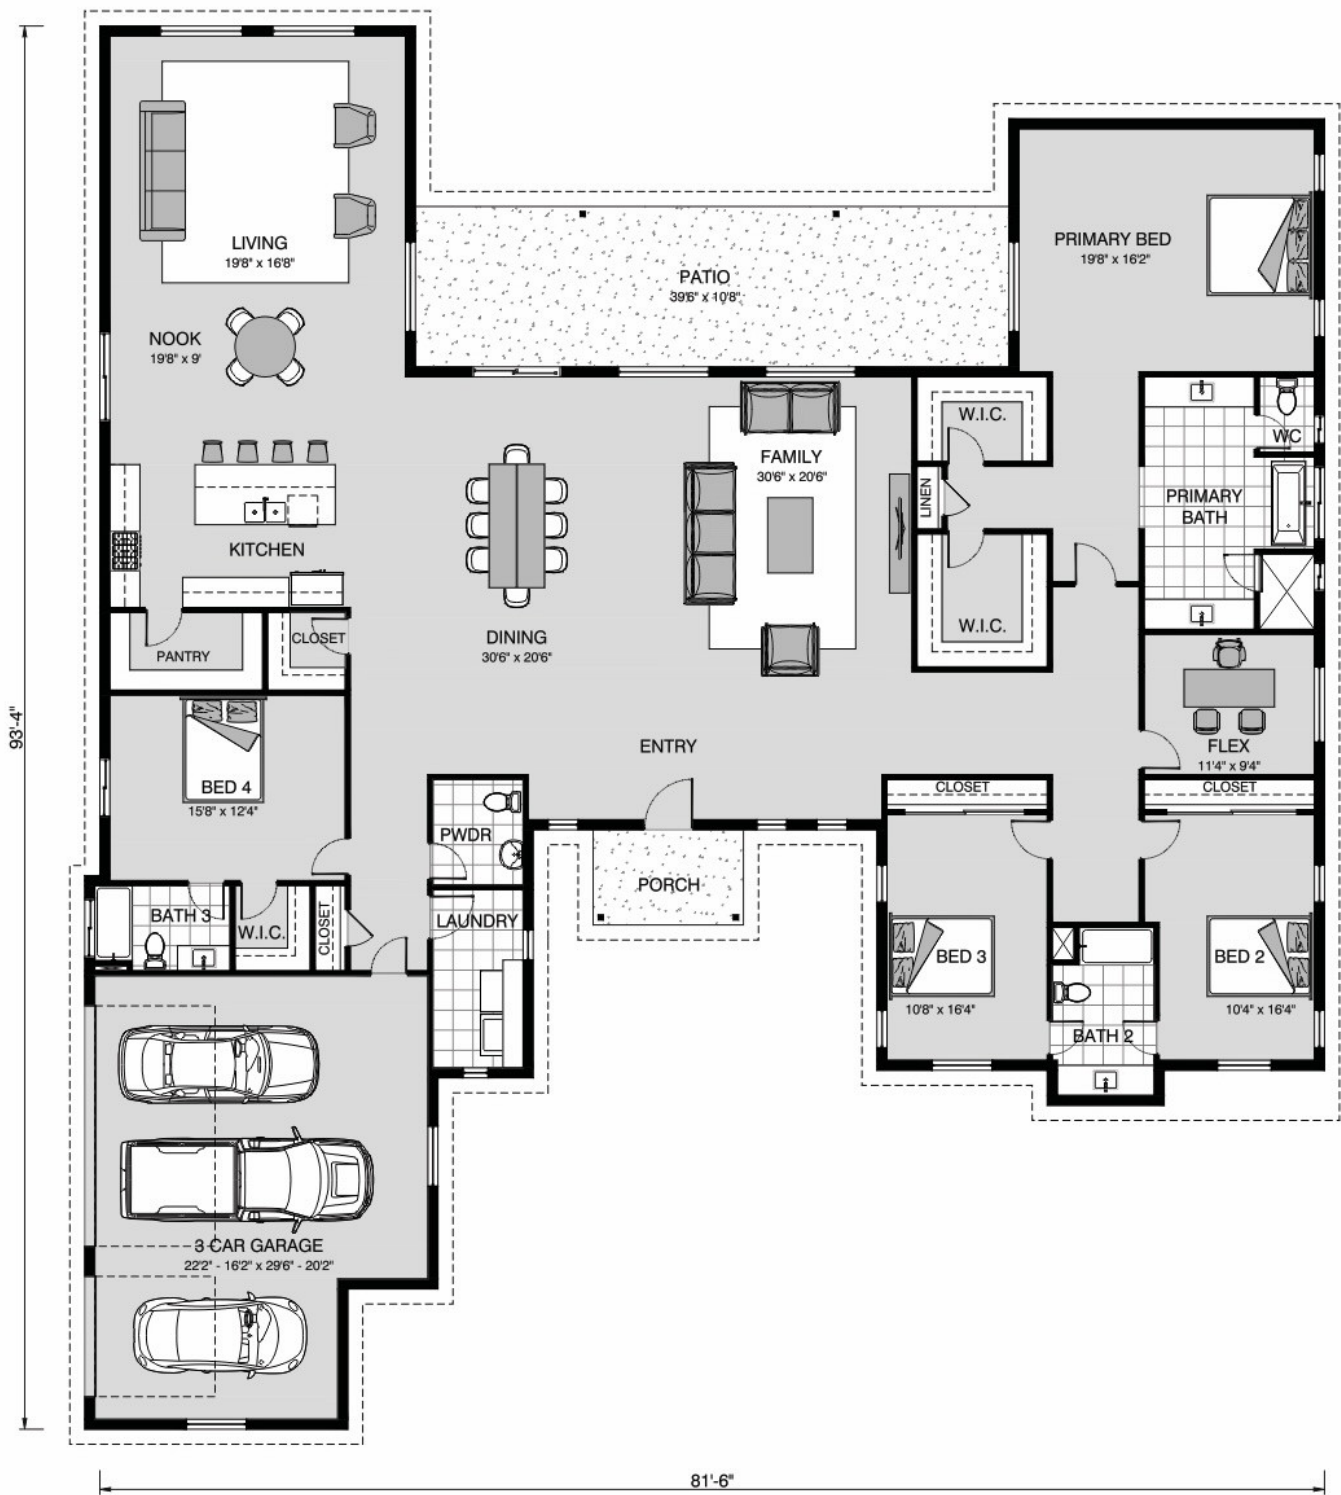 LIVING
19'8" x 16'8"
PRIMARY BED
19'8" x 16'2"
PATIO
39'6" x 10'8"
NOOK
19'8" x 9'
W.I.C.
WC
FAMILY
30'6" x 20'6"
LINEN
PRIMARY
BATH
KITCHEN
W.I.C.
CLOSET
DINING
30'6" x 20'6"
PANTRY
93'-4"
ENTRY
FLEX
11'4" x 9'4"
BED 4
15'8" x 12'4"
CLOSET
CLOSET
PWDR
PORCH
BATH 3
W.I.C.
CLOSET
LAUNDRY
BED 3
10'8" x 16'4"
BED 2
10'4" x 16'4"
BATH 2
3 CAR GARAGE
22'2" - 16'2" x 29'6" - 20'2"
81'-6"